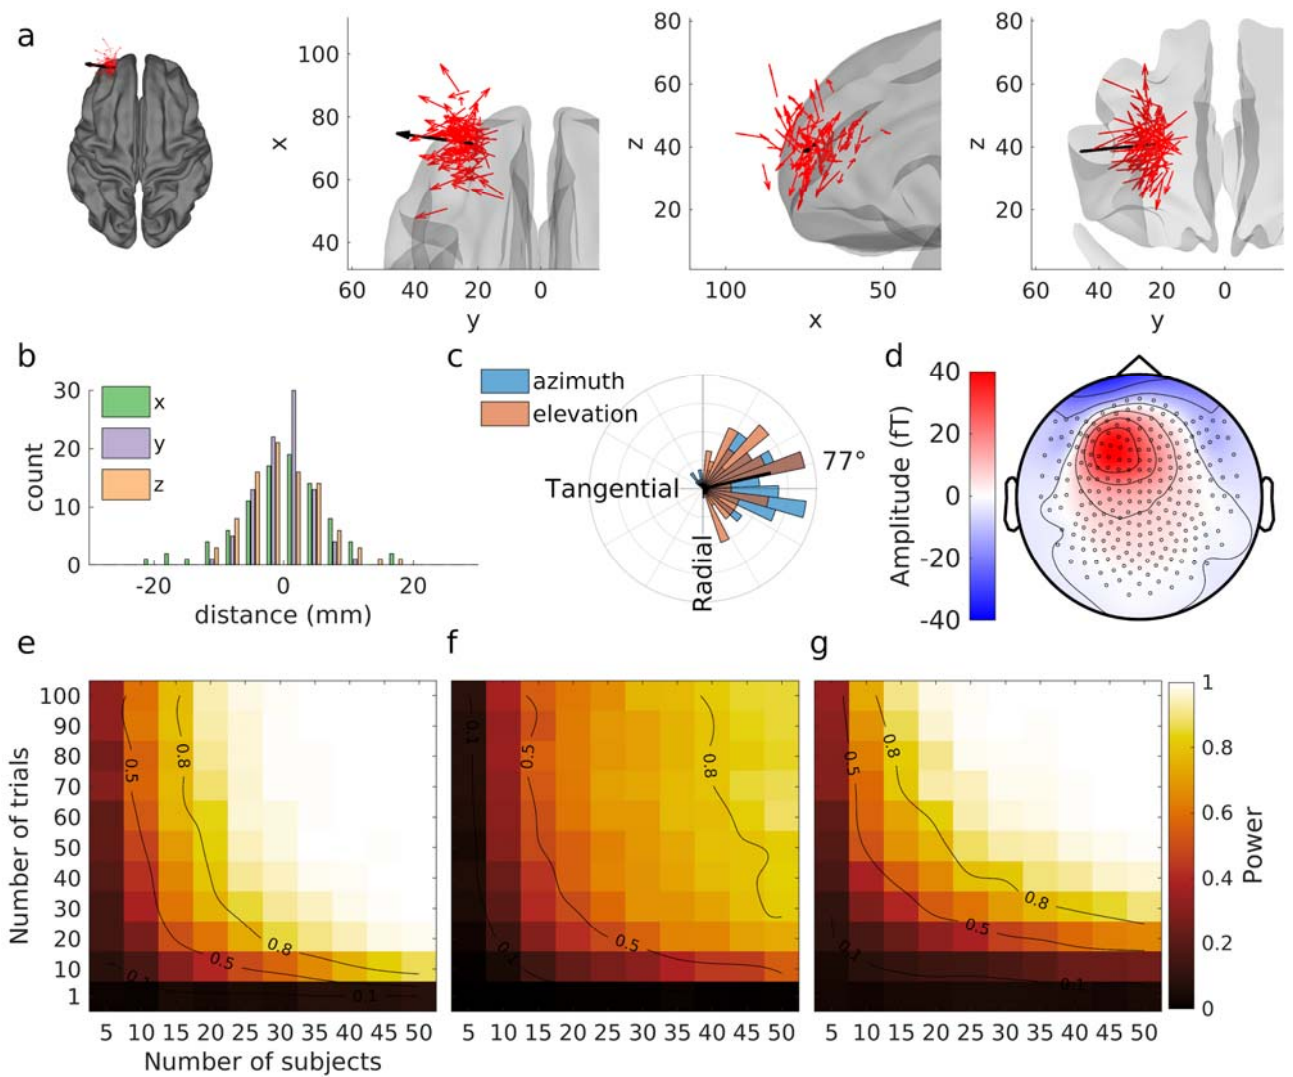 a
x
100
80
60
40
60 40 20 0
y
z
80
60
40
20
100 50
x
z
80
60
40
20
60 40 20 0
y
b
count
30
20
10
0
x
y
z
-20 0 20
distance (mm)
c
azimuth
elevation
77°
Tangential
Radial
d
Amplitude (fT)
40
20
0
-20
-40
e
Number of trials
100
90
80
70
60
50
40
30
20
10
1
0.5
0.8
0.8
0.5
0.1
0.1
5 10 15 20 25 30 35 40 45 50
Number of subjects
f
0.1
0.5
0.8
0.5
0.1
5 10 15 20 25 30 35 40 45 50
g
0.5
0.8
0.8
0.5
0.1
0.1
5 10 15 20 25 30 35 40 45 50
1
0.8
0.6
0.4
0.2
0
Power